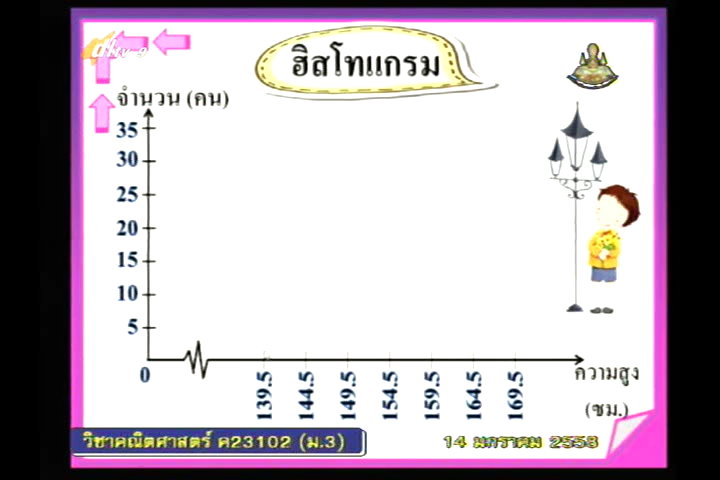 ฮิสโทแกรม
จำนวน (คน)
35
30
25
20
15
10
5
0
139.5
144.5
149.5
154.5
159.5
164.5
169.5
ความสูง
(ซม.)
วิชาคณิตศาสตร์ ค23102 (ม.3)
14 มกราคม 2558